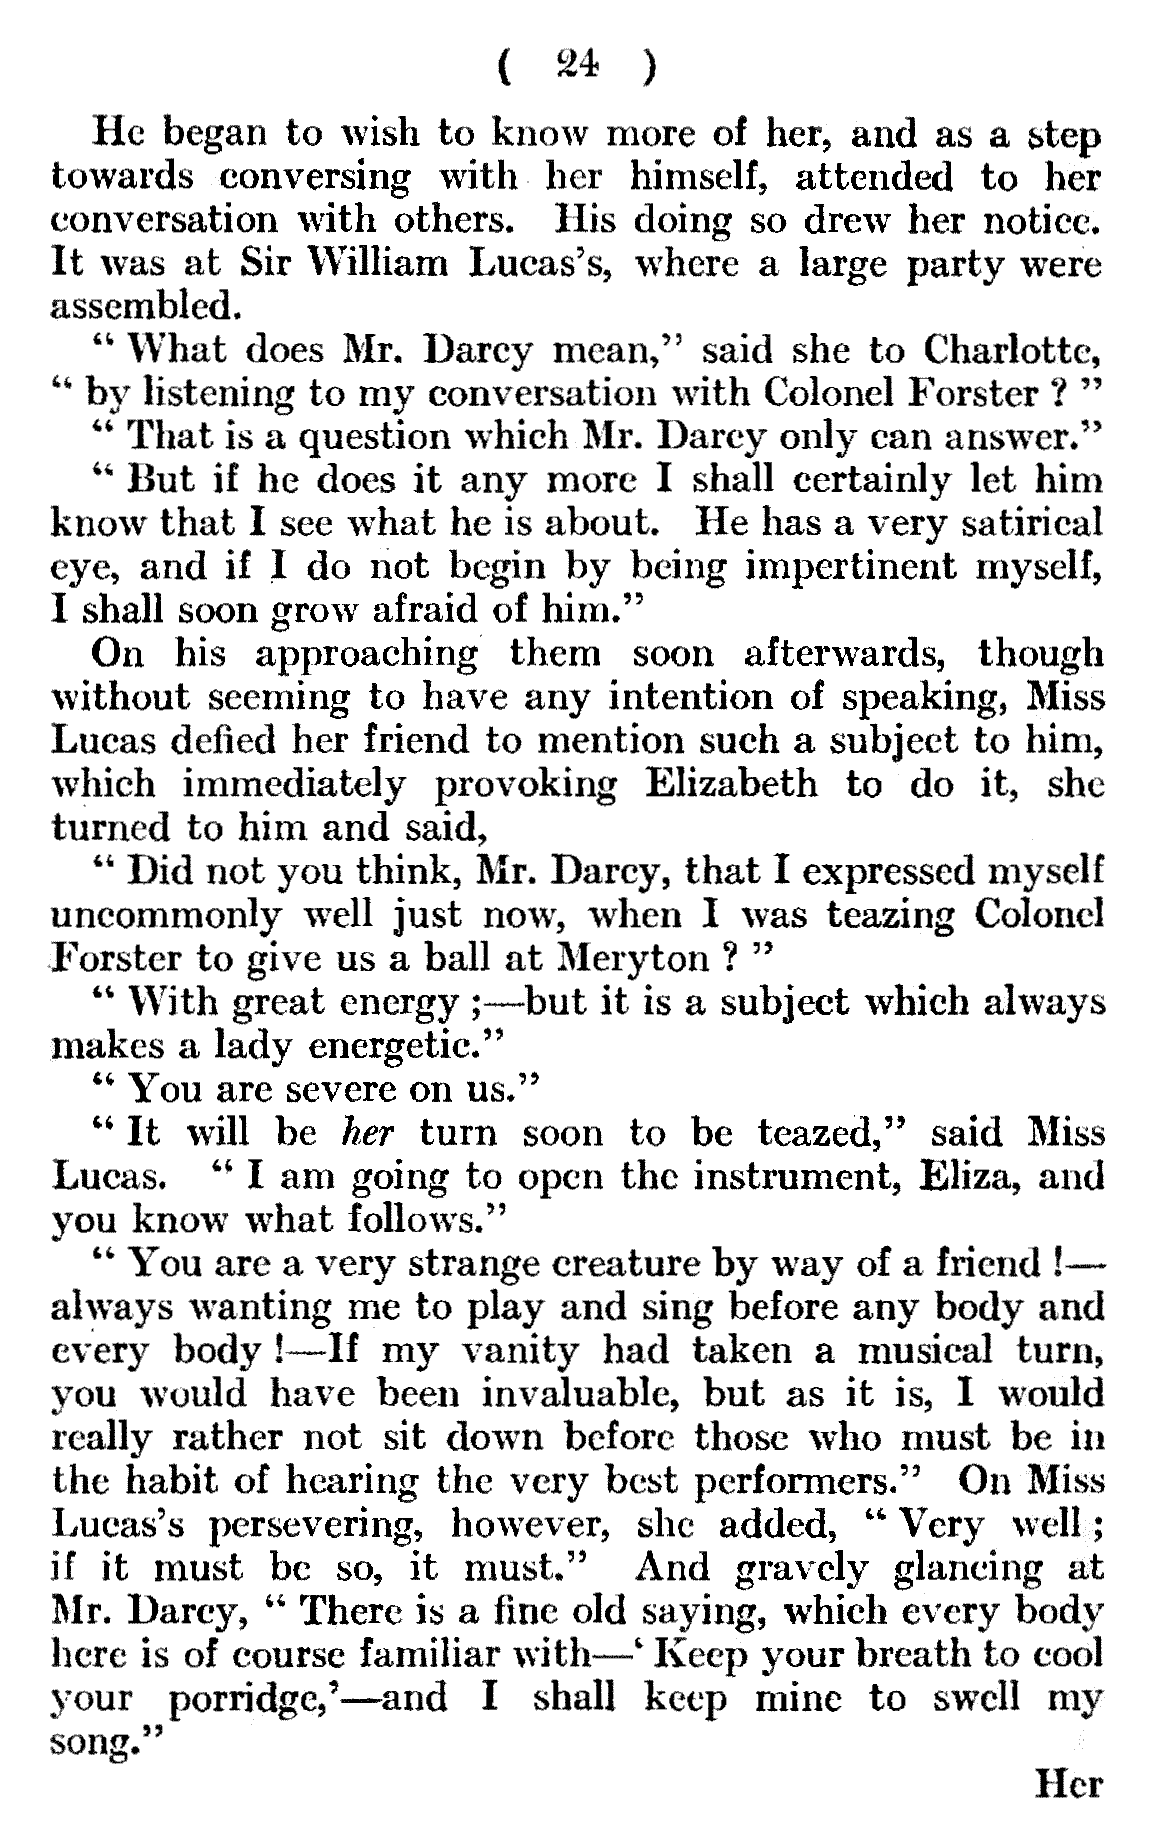 ( 24 )
He began to wish to know more of her, and as a step
towards conversing with her himself, attended to her
conversation with others. His doing so drew her notice.
It was at Sir William Lucas's, where a large party were
assembled.
“ What does Mr. Darcy mean,” said she to Charlotte,
“ by listening to my conversation with Colonel Forster ? ”
“ That is a question which Mr. Darcy only can answer.”
“ But if he does it any more I shall certainly let him
know that I see what he is about. He has a very satirical
eye, and if I do not begin by being impertinent myself,
I shall soon grow afraid of him.”
On his approaching them soon afterwards, though
without seeming to have any intention of speaking, Miss
Lucas defied her friend to mention such a subject to him,
which immediately provoking Elizabeth to do it, she
turned to him and said,
“ Did not you think, Mr. Darcy, that I expressed myself
uncommonly well just now, when I was teazing Colonel
Forster to give us a ball at Meryton ? ”
“ With great energy ;—but it is a subject which always
makes a lady energetic.”
“ You are severe on us.”
“ It will be her turn soon to be teazed,” said Miss
Lucas. “ I am going to open the instrument, Eliza, and
you know what follows.”
“ You are a very strange creature by way of a friend !—
always wanting me to play and sing before any body and
every body !—If my vanity had taken a musical turn,
you would have been invaluable, but as it is, I would
really rather not sit down before those who must be in
the habit of hearing the very best performers.” On Miss
Lucas's persevering, however, she added, “ Very well ;
if it must be so, it must.” And gravely glancing at
Mr. Darcy, “ There is a fine old saying, which every body
here is of course familiar with—‘ Keep your breath to cool
your porridge,’—and I shall keep mine to swell my
song.”
Her